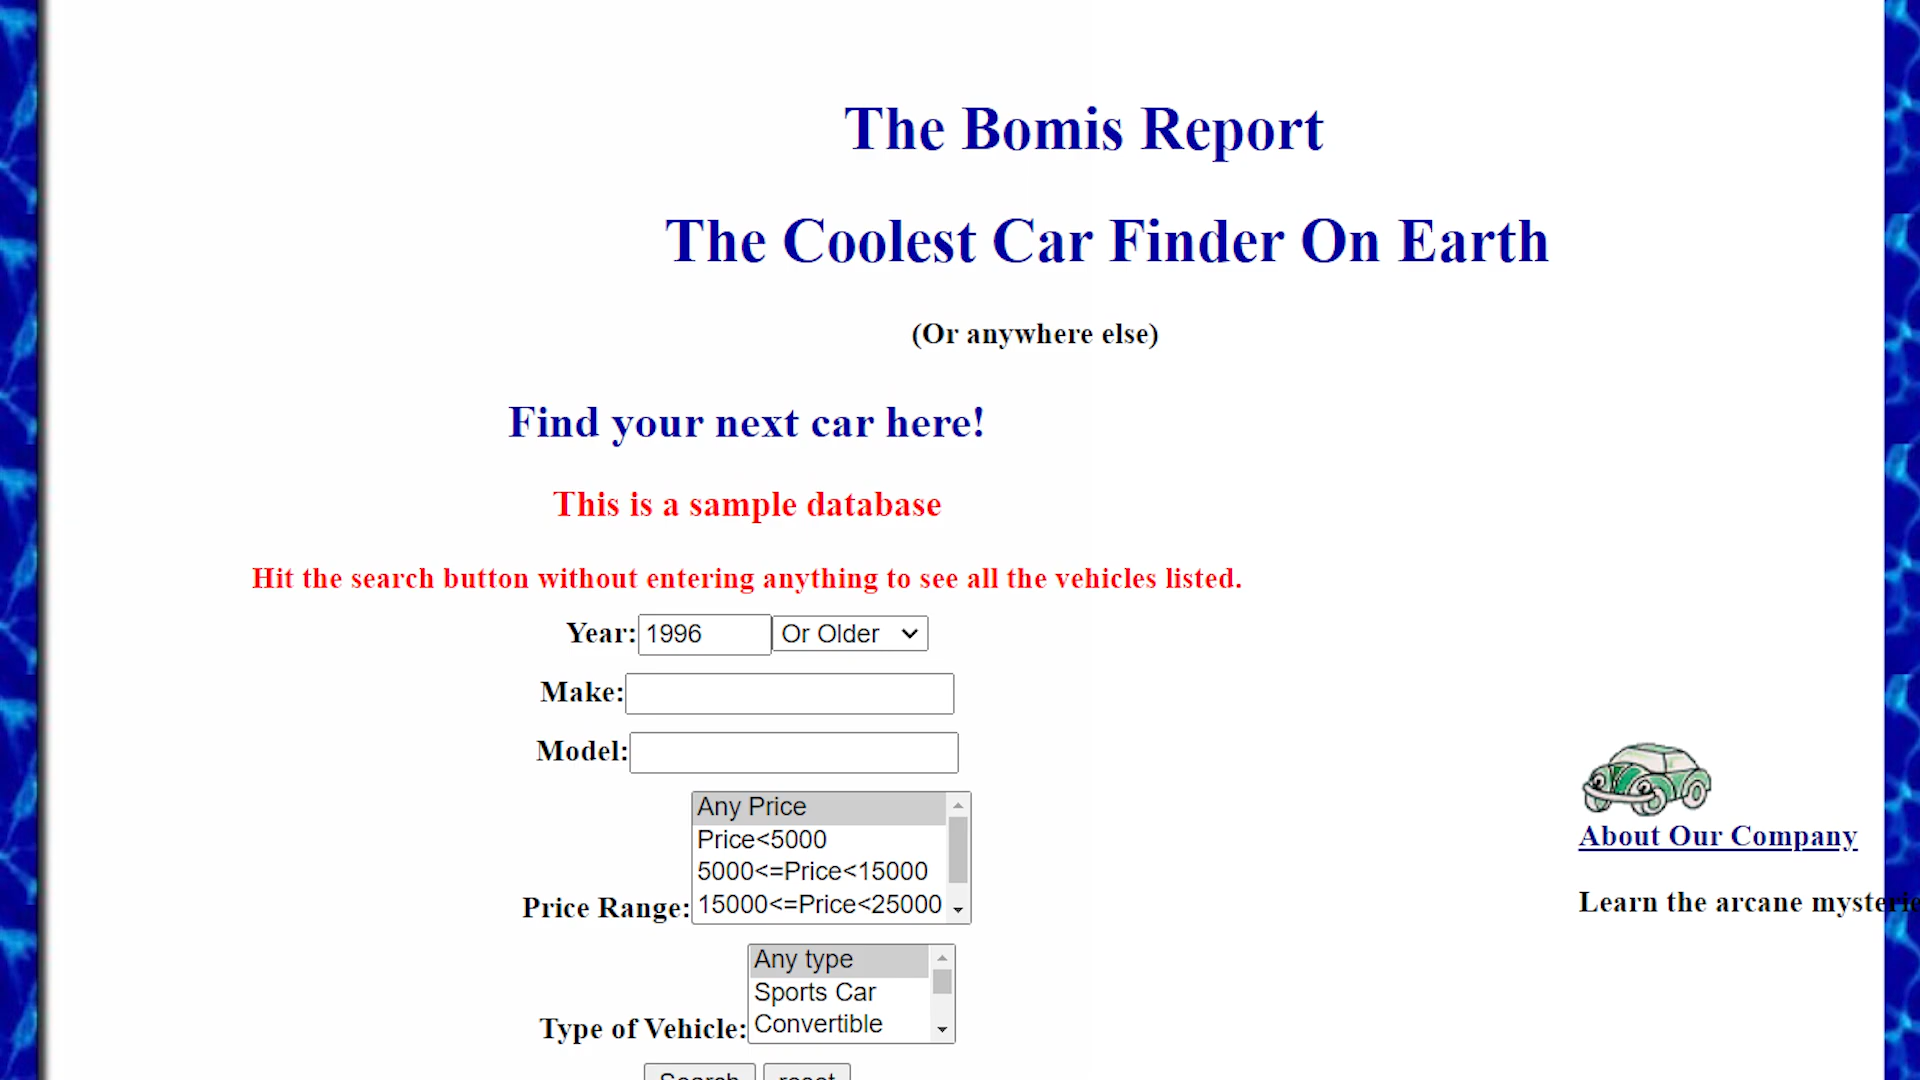 The Bomis Report
The Coolest Car Finder On Earth
(Or anywhere else)
Find your next car here!
This is a sample database
Hit the search button without entering anything to see all the vehicles listed.
Year: 1996 Or Older
Make:
Model:
Any Price
Price<5000
5000<=Price<15000
Price Range: 15000<=Price<25000
Any type
Sports Car
Type of Vehicle: Convertible
Search reset
About Our Company
Learn the arcane